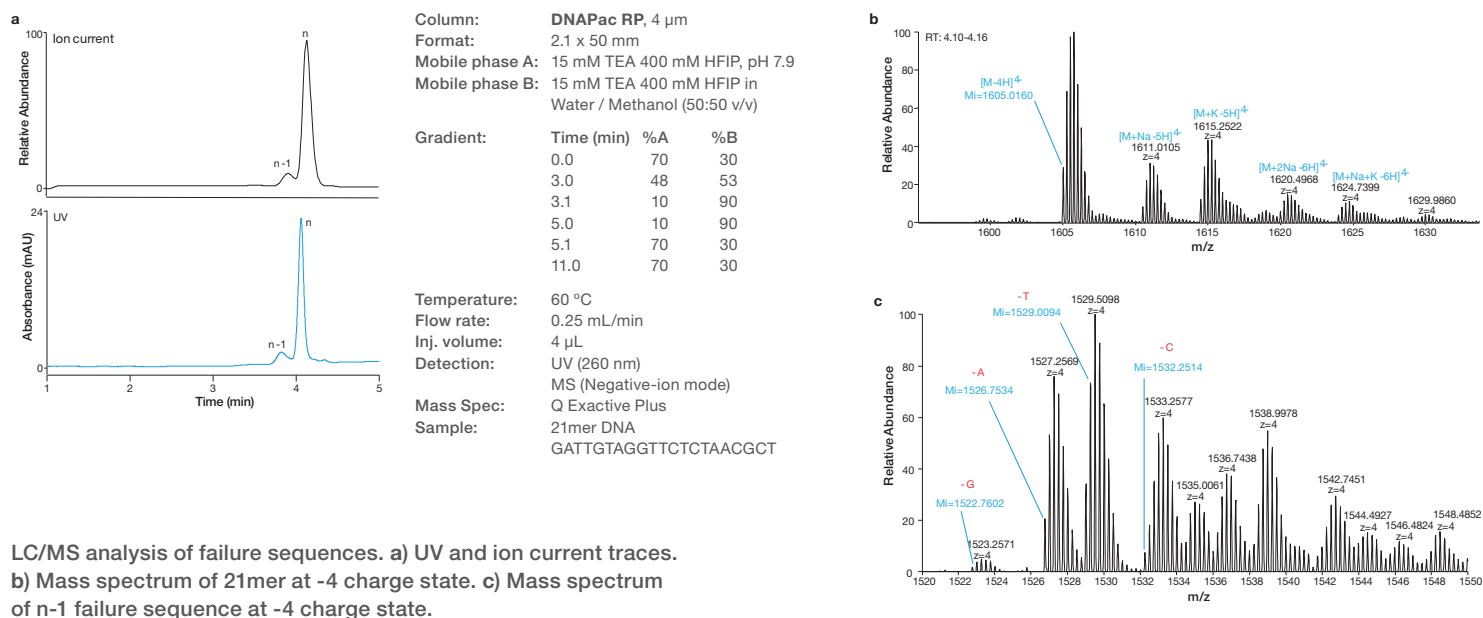 a
100
Ion current
n
n-1
Relative Abundance
0
24
UV
n
n-1
Absorbance (mAU)
0
1 2 3 4 5
Time (min)
Column: DNAPac RP, 4 µm
Format: 2.1 x 50 mm
Mobile phase A: 15 mM TEA 400 mM HFIP, pH 7.9
Mobile phase B: 15 mM TEA 400 mM HFIP in
Water / Methanol (50:50 v/v)
Gradient: Time (min) %A %B
0.0 70 30
3.0 48 53
3.1 10 90
5.0 10 90
5.1 70 30
11.0 70 30
Temperature: 60 ºC
Flow rate: 0.25 mL/min
Inj. volume: 4 µL
Detection: UV (260 nm)
MS (Negative-ion mode)
Mass Spec: Q Exactive Plus
Sample: 21mer DNA
GATTGTAGGTTCTCTAACGCT
b
RT: 4.10-4.16
100
80
60
40
20
0
Relative Abundance
[M-4H]4-
Mi=1605.0160
[M+Na-5H]4-
1611.0105
z=4
[M+K-5H]4-
1615.2522
z=4
[M+2Na-6H]4-
1620.4968
z=4
[M+Na+K-6H]4-
1624.7399
z=4
1629.9860
z=4
1600 1605 1610 1615 1620 1625 1630
m/z
c
100
80
60
40
20
0
Relative Abundance
-G
Mi=1522.7602
1523.2571
z=4
-A
Mi=1526.7534
1527.2569
z=4
-T
Mi=1529.0094
1529.5098
z=4
-C
Mi=1532.2514
1533.2577
z=4
1535.0061
z=4
1536.7438
z=4
1538.9978
z=4
1542.7451
z=4
1544.4927
z=4
1546.4824
z=4
1548.4852
z=4
1520 1522 1524 1526 1528 1530 1532 1534 1536 1538 1540 1542 1544 1546 1548 1550
m/z
LC/MS analysis of failure sequences. a) UV and ion current traces.
b) Mass spectrum of 21mer at -4 charge state. c) Mass spectrum
of n-1 failure sequence at -4 charge state.